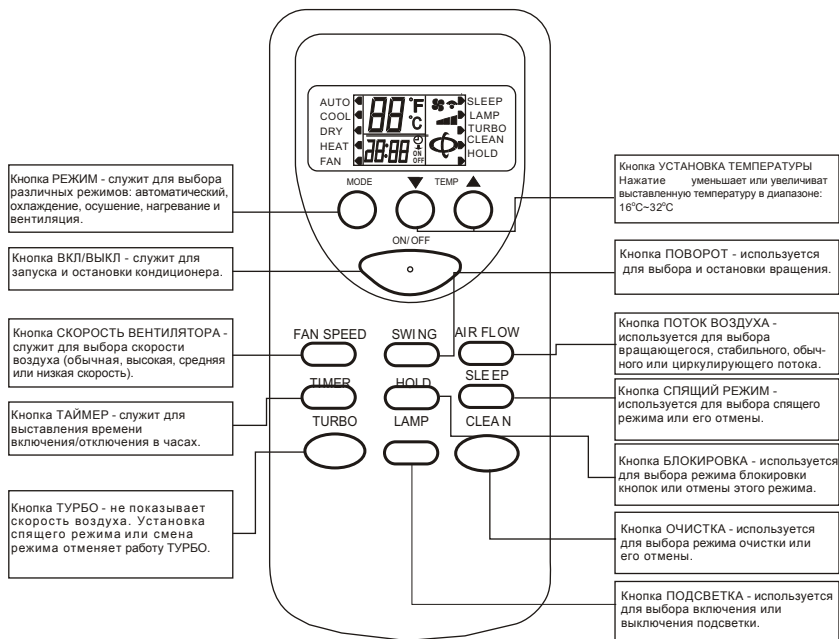 AUTO
COOL
DRY
HEAT
FAN
88 °F
°C
28:88 ON
OFF
SLEEP
LAMP
TURBO
CLEAN
HOLD
MODE ▼ TEMP ▲
ON/OFF
FAN SPEED SWING AIR FLOW
TIMER HOLD SLEEP
TURBO LAMP CLEAN
Кнопка РЕЖИМ - служит для выбора
различных режимов: автоматический,
охлаждение, осушение, нагревание и
вентиляция.
Кнопка ВКЛ/ВЫКЛ - служит для
запуска и остановки кондиционера.
Кнопка СКОРОСТЬ ВЕНТИЛЯТОРА -
служит для выбора скорости
воздуха (обычная, высокая, средняя
или низкая скорость).
Кнопка ТАЙМЕР - служит для
выставления времени
включения/отключения в часах.
Кнопка ТУРБО - не показывает
скорость воздуха. Установка
спящего режима или смена
режима отменяет работу ТУРБО.
Кнопка УСТАНОВКА ТЕМПЕРАТУРЫ
Нажатие уменьшает или увеличиват
выставленную температуру в диапазоне:
16°C~32°C
Кнопка ПОВОРОТ - используется
для выбора и остановки вращения.
Кнопка ПОТОК ВОЗДУХА -
используется для выбора
вращающегося, стабильного, обыч-
ного или циркулирующего потока.
Кнопка СПЯЩИЙ РЕЖИМ -
используется для выбора спящего
режима или его отмены.
Кнопка БЛОКИРОВКА - используется
для выбора режима блокировки
кнопок или отмены этого режима.
Кнопка ОЧИСТКА - используется
для выбора режима очистки или
его отмены.
Кнопка ПОДСВЕТКА - используется
для выбора включения или
выключения подсветки.